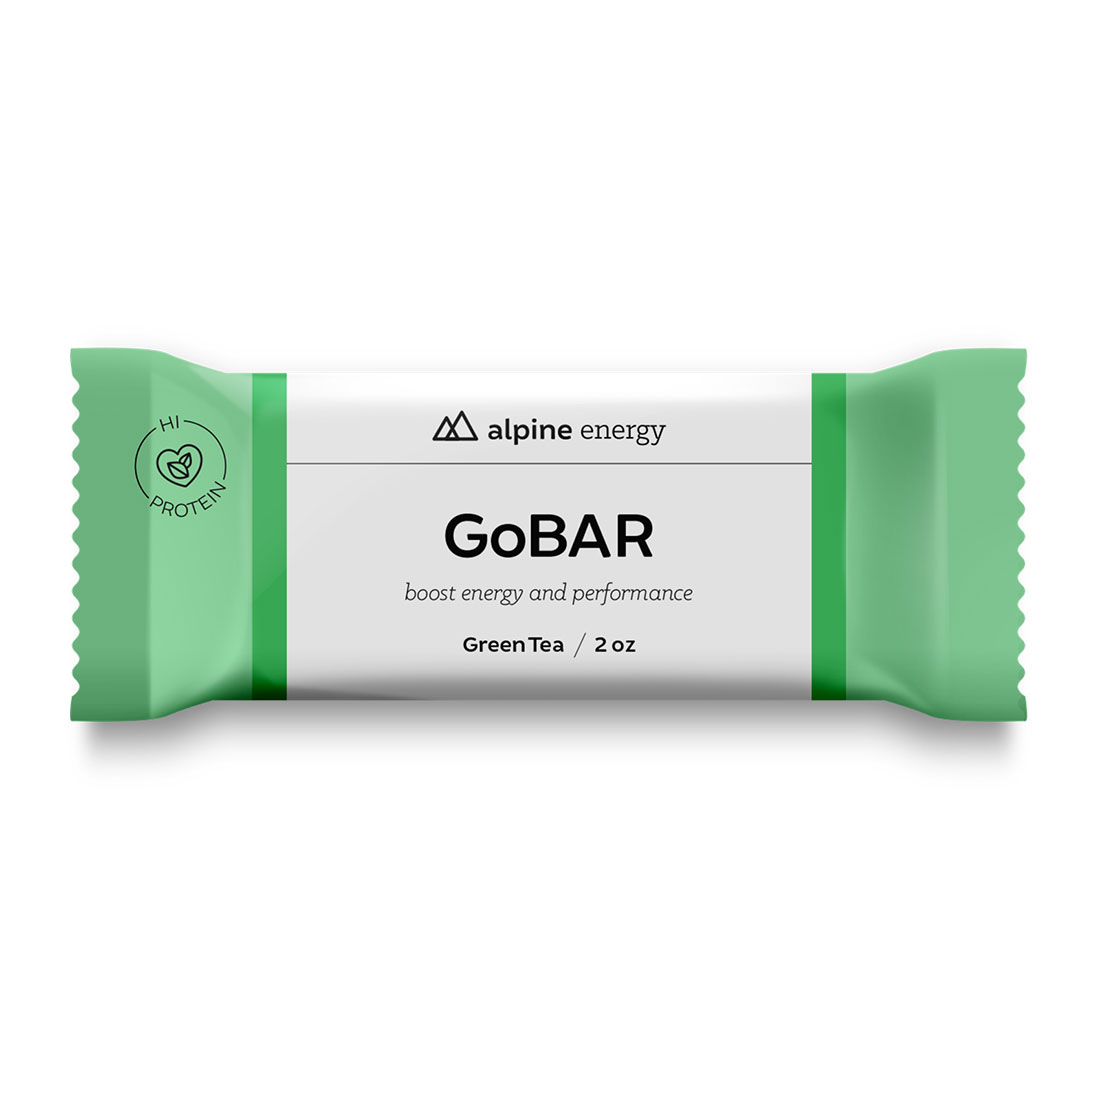 HI
PROTEIN
alpine energy
GoBAR
boost energy and performance
Green Tea / 2 oz